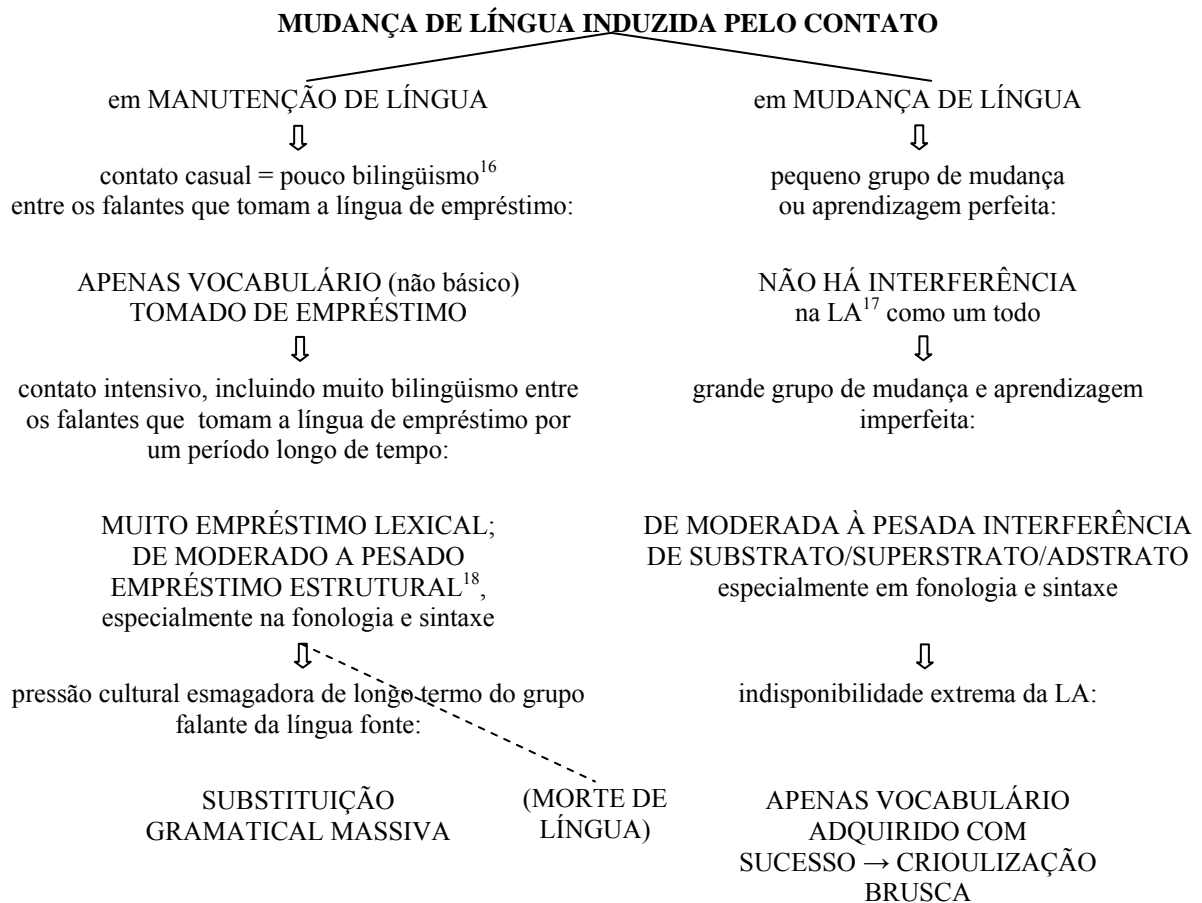 MUDANÇA DE LÍNGUA INDUZIDA PELO CONTATO
em MANUTENÇÃO DE LÍNGUA
contato casual = pouco bilingüismo16
entre os falantes que tomam a língua de empréstimo:
APENAS VOCABULÁRIO (não básico)
TOMADO DE EMPRÉSTIMO
contato intensivo, incluindo muito bilingüismo entre
os falantes que tomam a língua de empréstimo por
um período longo de tempo:
MUITO EMPRÉSTIMO LEXICAL;
DE MODERADO A PESADO
EMPRÉSTIMO ESTRUTURAL18,
especialmente na fonologia e sintaxe
pressão cultural esmagadora de longo termo do grupo
falante da língua fonte:
SUBSTITUIÇÃO
GRAMATICAL MASSIVA
(MORTE DE
LÍNGUA)
em MUDANÇA DE LÍNGUA
pequeno grupo de mudança
ou aprendizagem perfeita:
NÃO HÁ INTERFERÊNCIA
na LA17 como um todo
grande grupo de mudança e aprendizagem
imperfeita:
DE MODERADA À PESADA INTERFERÊNCIA
DE SUBSTRATO/SUPERSTRATO/ADSTRATO
especialmente em fonologia e sintaxe
indisponibilidade extrema da LA:
APENAS VOCABULÁRIO
ADQUIRIDO COM
SUCESSO → CRIOULIZAÇÃO
BRUSCA